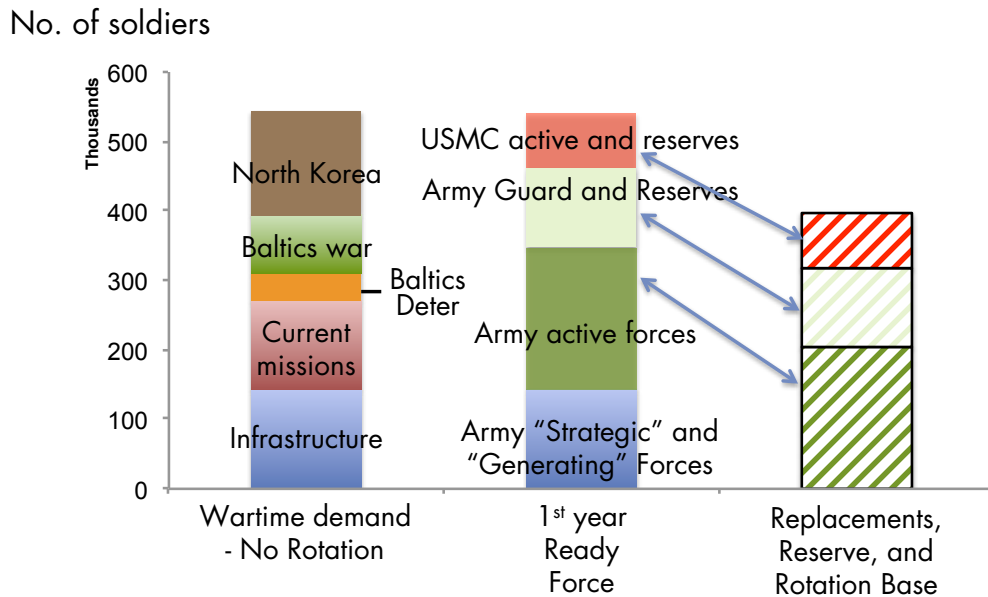 No. of soldiers
Thousands
600
500
400
300
200
100
0
North Korea
Baltics war
Baltics
Deter
Current
missions
Infrastructure
USMC active and reserves
Army Guard and Reserves
Army active forces
Army “Strategic” and
“Generating” Forces
Wartime demand
- No Rotation
1st year
Ready
Force
Replacements,
Reserve, and
Rotation Base